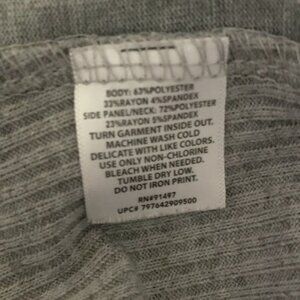 BODY: 63%POLYESTER
33%RAYON 4%SPANDEX
SIDE PANEL/NECK: 72%POLYESTER
23%RAYON 5%SPANDEX
TURN GARMENT INSIDE OUT.
MACHINE WASH COLD
DELICATE WITH LIKE COLORS.
USE ONLY NON-CHLORINE
BLEACH WHEN NEEDED.
TUMBLE DRY LOW.
DO NOT IRON PRINT.
RN#91497
UPC# 797642909500